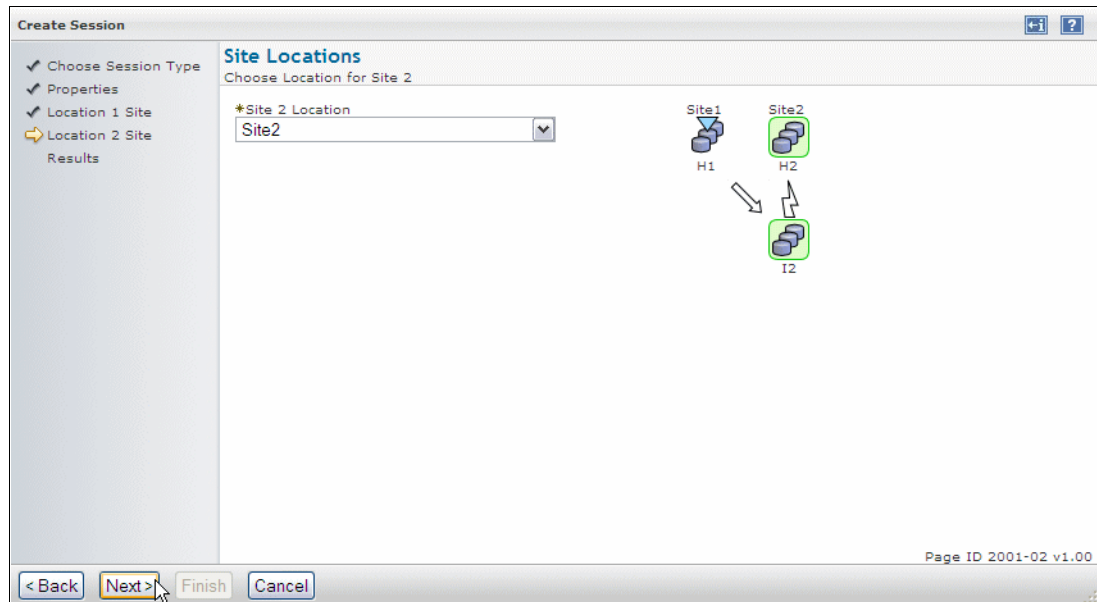 Create Session
?
Choose Session Type
Properties
Location 1 Site
Location 2 Site
Results
Site Locations
Choose Location for Site 2
*Site 2 Location
Site2
Site1 Site2
H1 H2
I2
Page ID 2001-02 v1.00
< Back Next > Finish Cancel